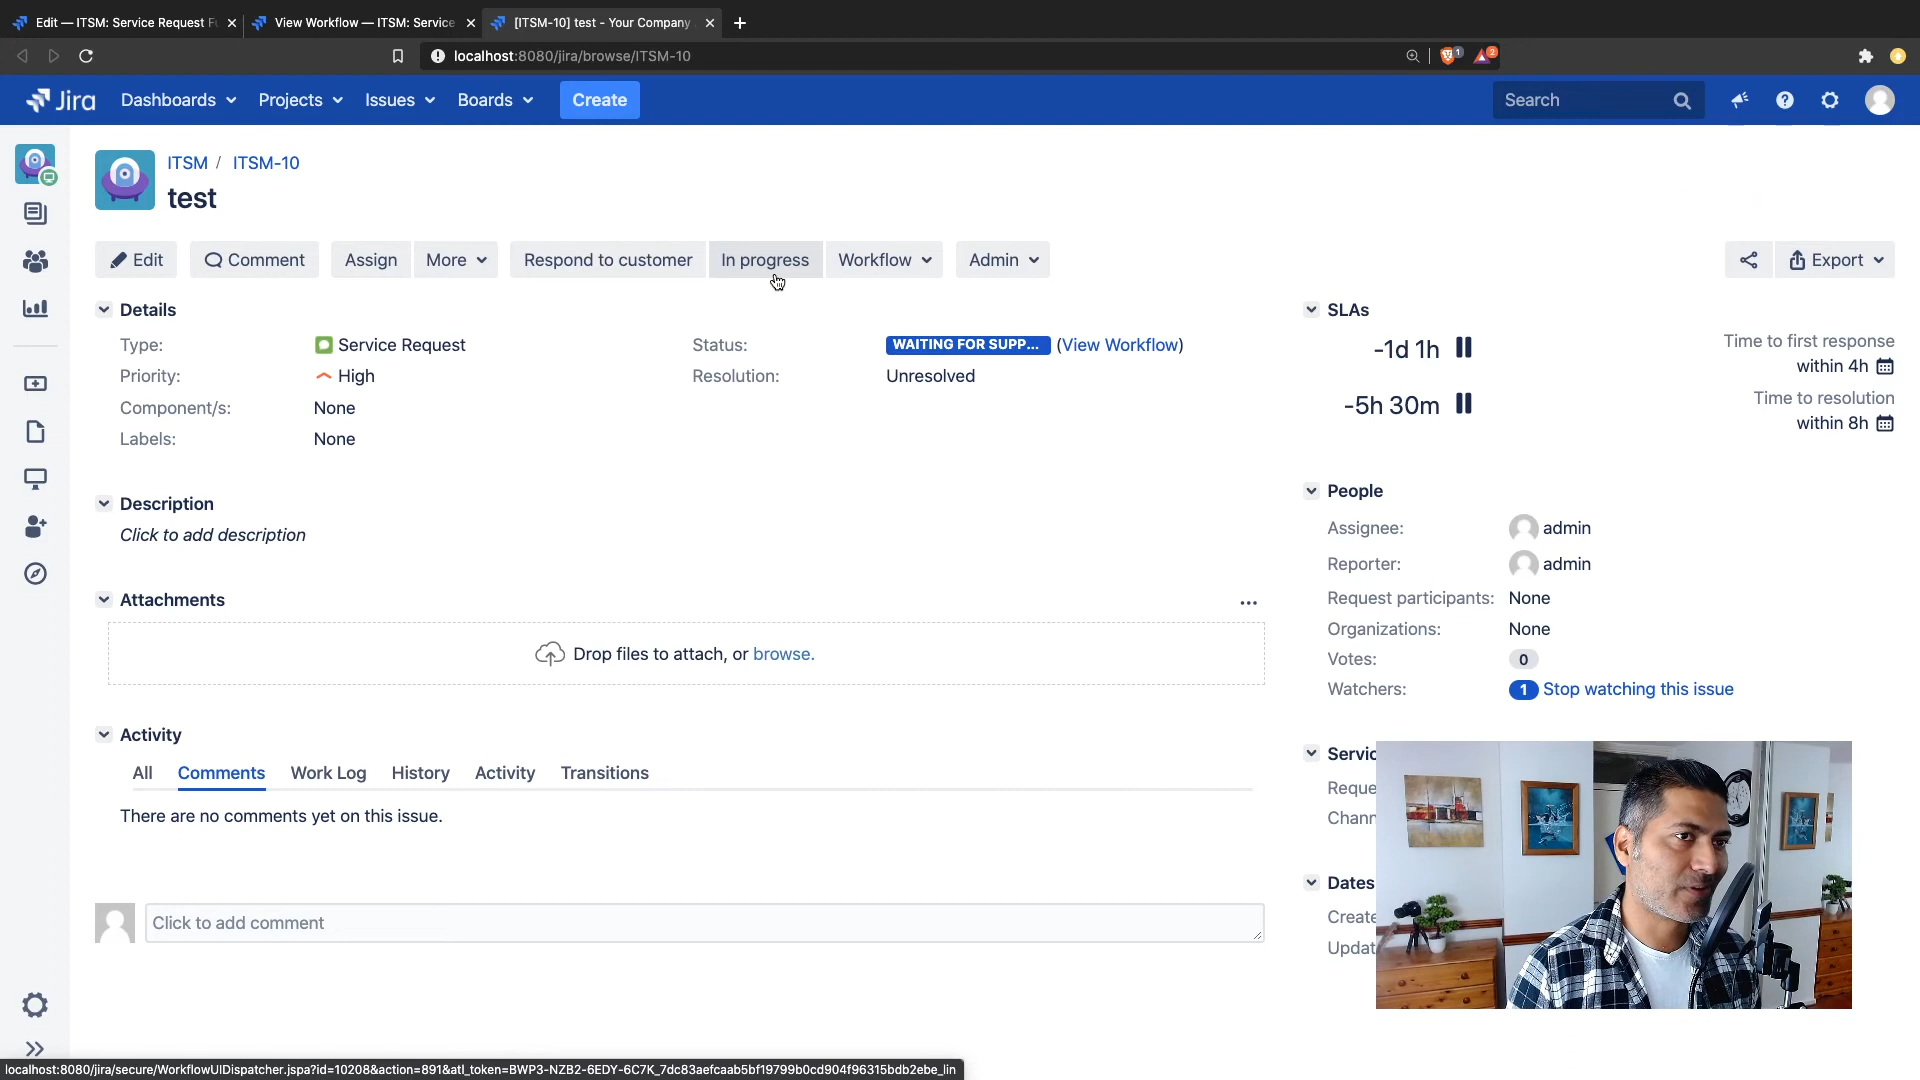 Edit — ITSM: Service Request F
View Workflow — ITSM: Service
[ITSM-10] test - Your Company
localhost:8080/jira/browse/ITSM-10
1
2
Jira
Dashboards
Projects
Issues
Boards
Create
Search
ITSM / ITSM-10
test
Edit
Comment
Assign
More
Respond to customer
In progress
Workflow
Admin
Export
Details
Type: Service Request
Priority: High
Component/s: None
Labels: None
Status: WAITING FOR SUPP... (View Workflow)
Resolution: Unresolved
Description
Click to add description
Attachments
Drop files to attach, or browse.
Activity
All Comments Work Log History Activity Transitions
There are no comments yet on this issue.
Click to add comment
SLAs
-1d 1h
Time to first response
within 4h
-5h 30m
Time to resolution
within 8h
People
Assignee: admin
Reporter: admin
Request participants: None
Organizations: None
Votes: 0
Watchers: 1 Stop watching this issue
Servic
Reque
Chann
Dates
Create
Updat
localhost:8080/jira/secure/WorkflowUIDispatcher.jspa?id=10208&action=891&atl_token=BWP3-NZB2-6EDY-6C7K_7dc83aefcaab5bf19799b0cd904f96315bdb2ebe_lin